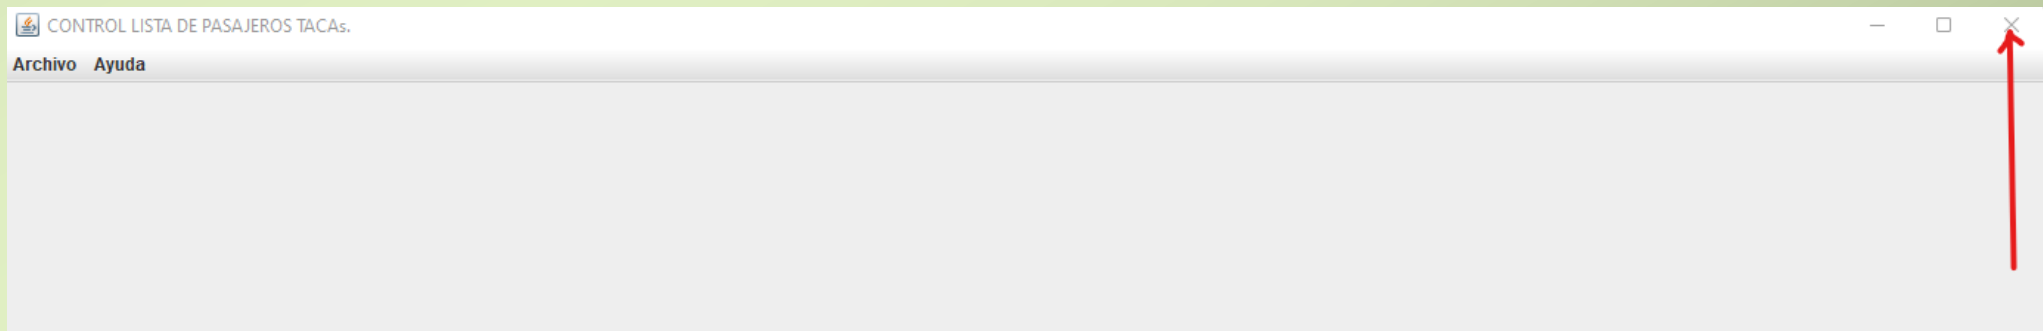 CONTROL LISTA DE PASAJEROS TACAs.
Archivo Ayuda